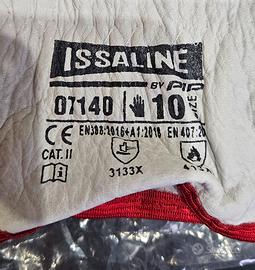 ISSALINE
BY PIP
07140 10 SIZE
CE EN388:2016+A1:2018 EN 407:20
CAT. II
3133X